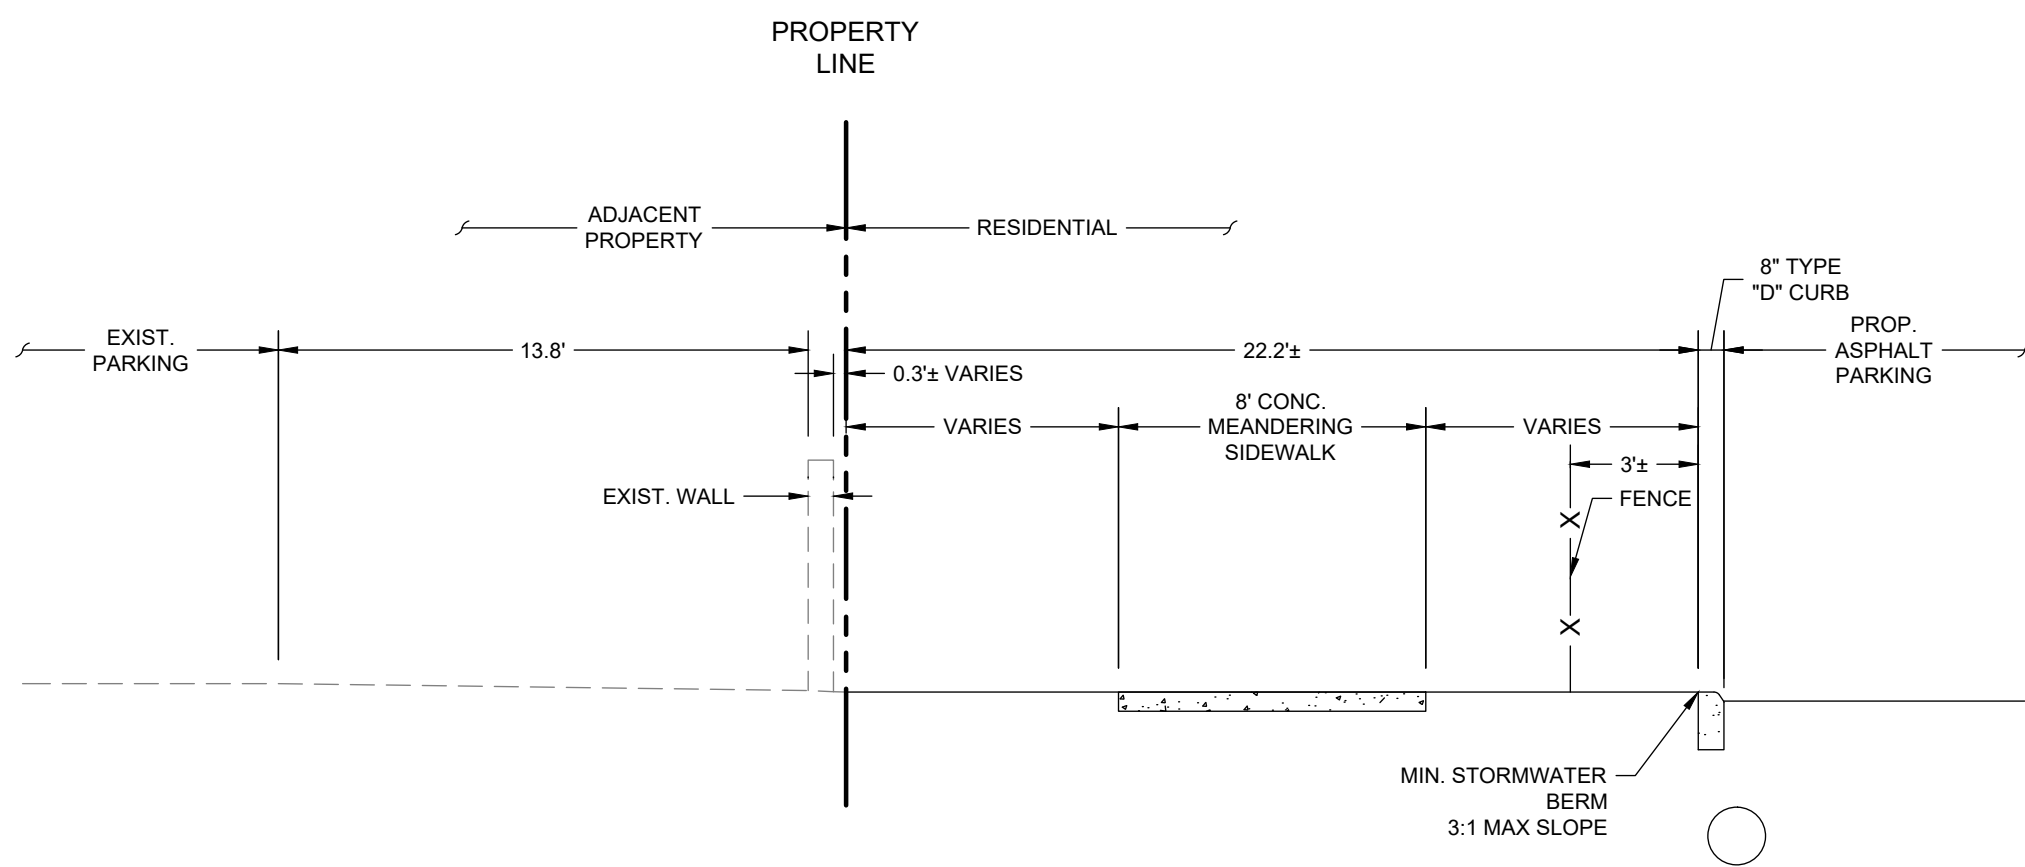 PROPERTY
LINE
ADJACENT
PROPERTY
RESIDENTIAL
8" TYPE
"D" CURB
EXIST.
PARKING
13.8'
22.2'±
PROP.
ASPHALT
PARKING
0.3'± VARIES
VARIES
8' CONC.
MEANDERING
SIDEWALK
VARIES
3'±
EXIST. WALL
FENCE
X
X
MIN. STORMWATER
BERM
3:1 MAX SLOPE